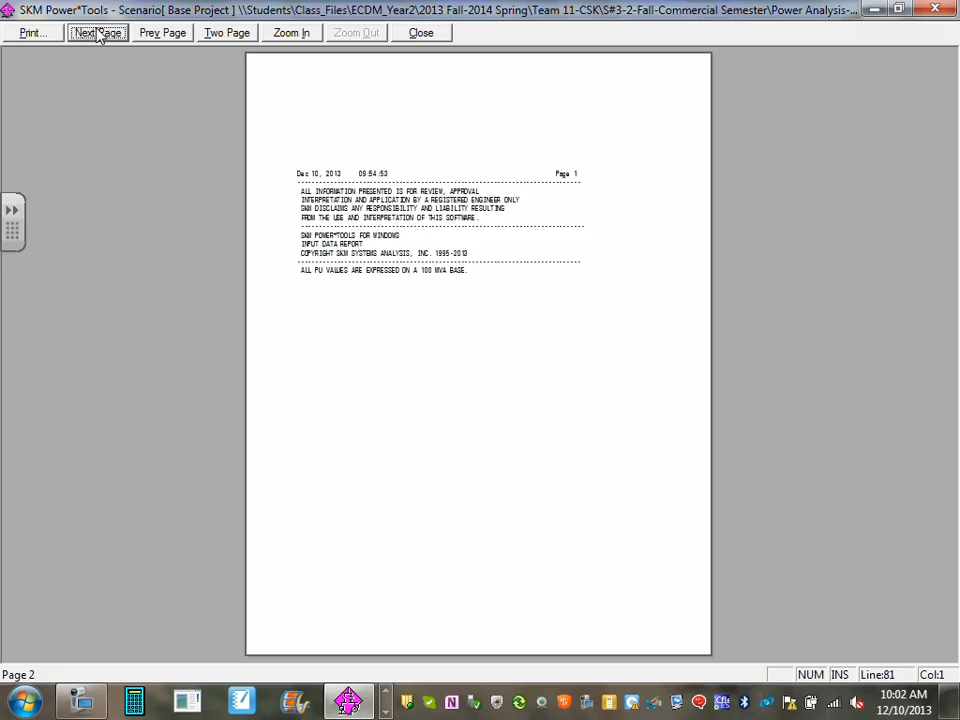 SKM Power*Tools - Scenario[ Base Project ] \\Students\Class_Files\ECDM_Year2\2013 Fall-2014 Spring\Team 11-CSK\S#3-2-Fall-Commercial Semester\Power Analysis-...
Print... Next Page Prev Page Two Page Zoom In Zoom Out Close
Dec 10, 2013 09:54:53 Page 1
ALL INFORMATION PRESENTED IS FOR REVIEW, APPROVAL
INTERPRETATION AND APPLICATION BY A REGISTERED ENGINEER ONLY
SKM DISCLAIMS ANY RESPONSIBILITY AND LIABILITY RESULTING
FROM THE USE AND INTERPRETATION OF THIS SOFTWARE.
SKM POWER*TOOLS FOR WINDOWS
INPUT DATA REPORT
COPYRIGHT SKM SYSTEMS ANALYSIS, INC. 1995-2013
ALL PU VALUES ARE EXPRESSED ON A 100 MVA BASE.
Page 2 NUM INS Line:81 Col:1
10:02 AM
12/10/2013